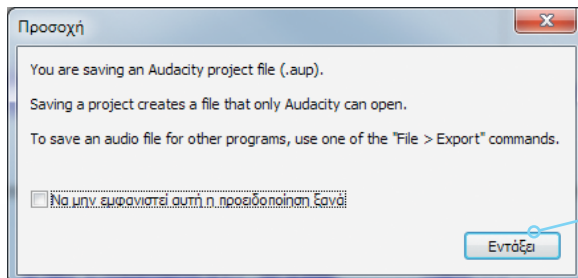 Προσοχή
You are saving an Audacity project file (.aup).
Saving a project creates a file that only Audacity can open.
To save an audio file for other programs, use one of the "File > Export" commands.
Να μην εμφανιστεί αυτή η προειδοποίηση ξανά
Εντάξει